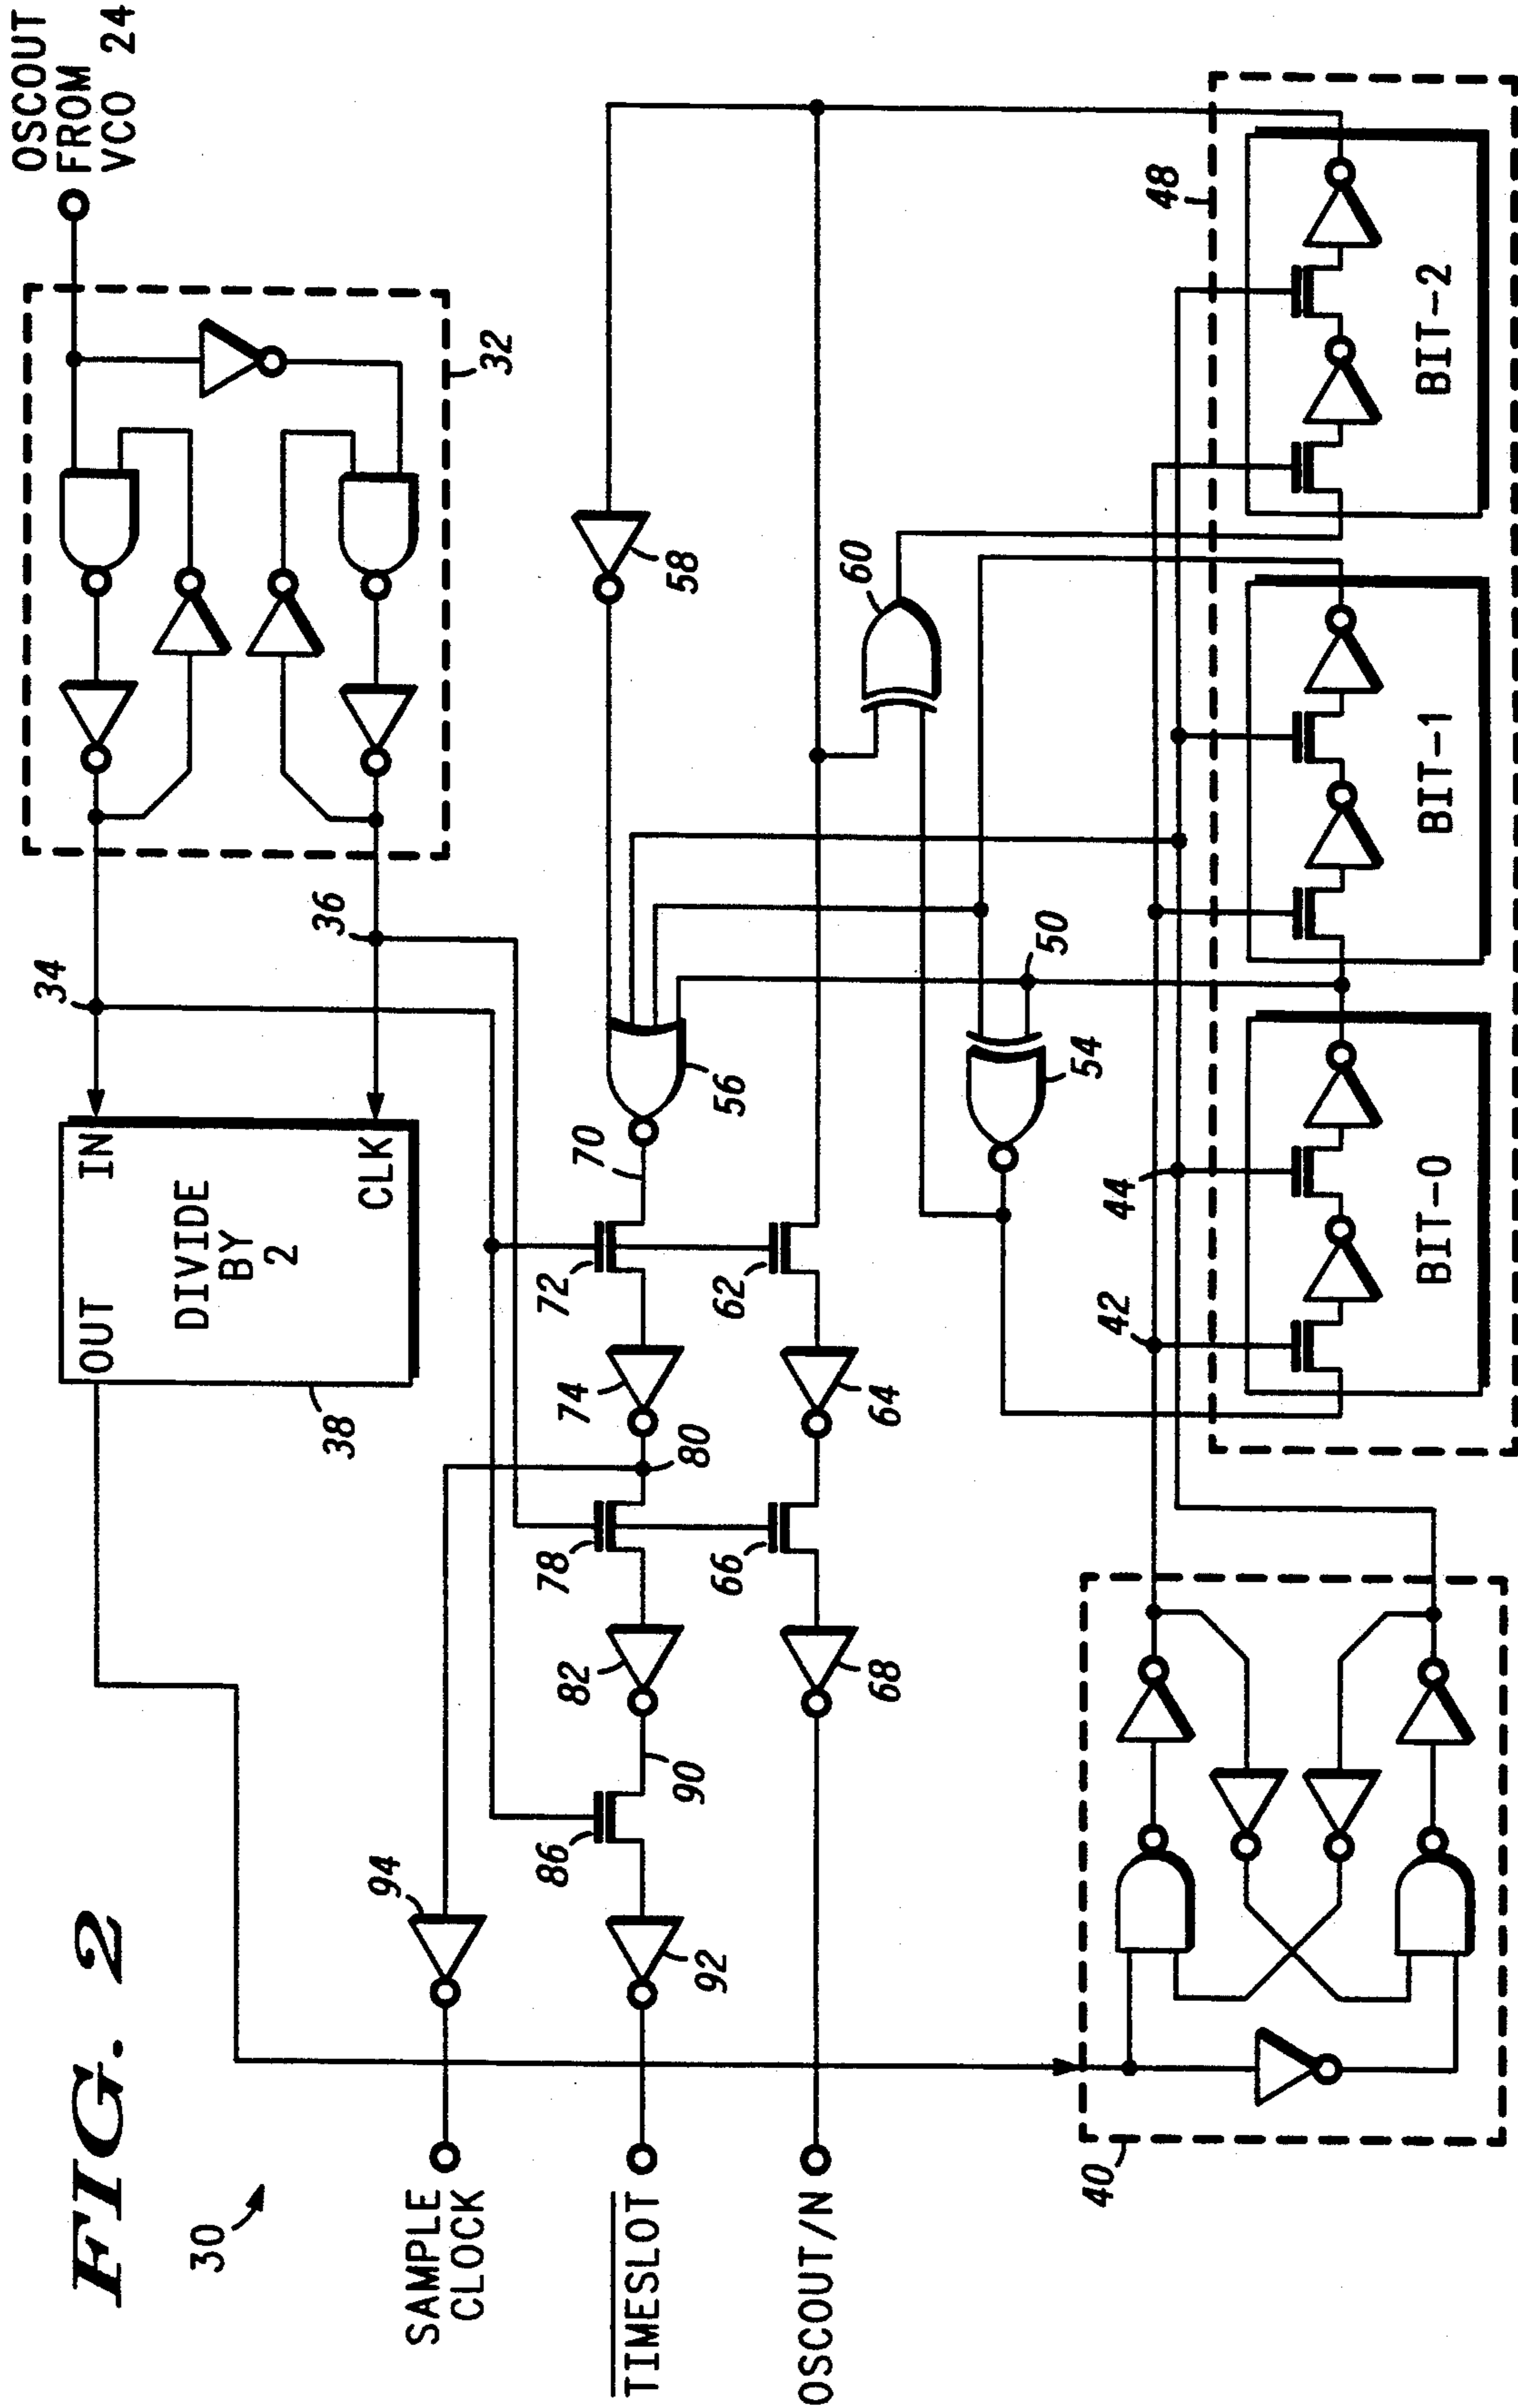 FIG. 2
30
OSCOUT
FROM
VCO 24
32
34
36
IN
OUT
DIVIDE
BY
2
CLK
38
58
60
56
70
72
62
50
54
74
64
80
78
66
82
68
90
86
94
92
SAMPLE
CLOCK
TIMESLOT
OSCOUT/N
40
42
44
48
BIT-0
BIT-1
BIT-2